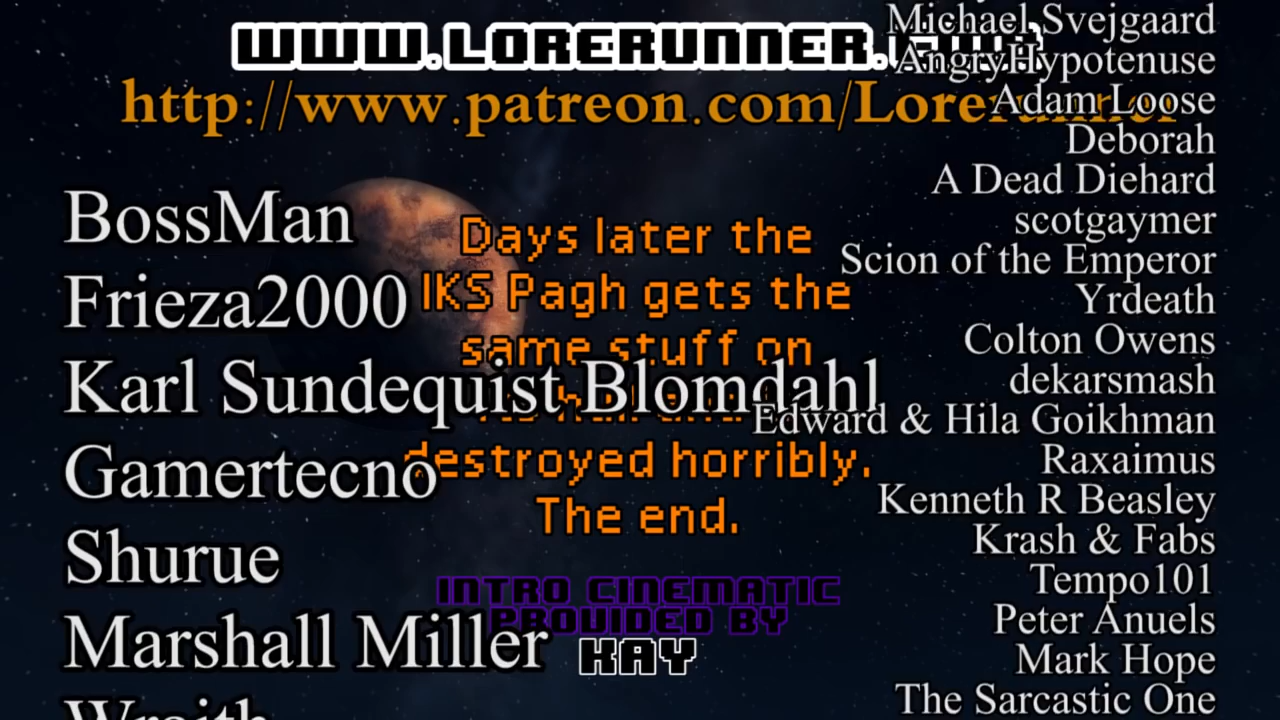 www.LORERUNNER.
http://www.patreon.com/Lorerunner
BossMan
Frieza2000
Karl Sundequist Blomdahl
Gamertecno
Shurue
Marshall Miller
Wraith
Days later the
IKS Pagh gets the
same stuff on
destroyed horribly.
The end.
INTRO CINEMATIC
PROVIDED BY
KAY
Michael Svejgaard
AngryHypotenuse
Adam Loose
Deborah
A Dead Diehard
scotgaymer
Scion of the Emperor
Yrdeath
Colton Owens
dekarsmash
Edward & Hila Goikhman
Raxaimus
Kenneth R Beasley
Krash & Fabs
Tempo101
Peter Anuels
Mark Hope
The Sarcastic One